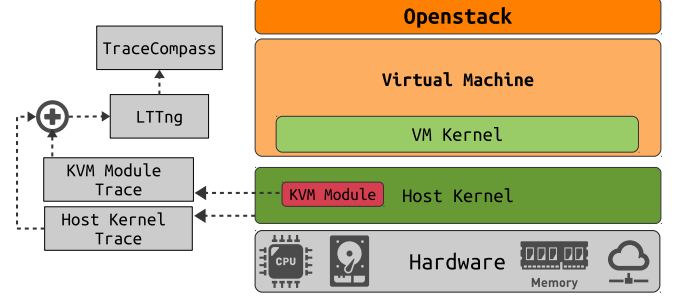 Openstack
TraceCompass
Virtual Machine
LTTng
VM Kernel
KVM Module
Trace
KVM Module
Host Kernel
Host Kernel
Trace
CPU
Hardware
Memory